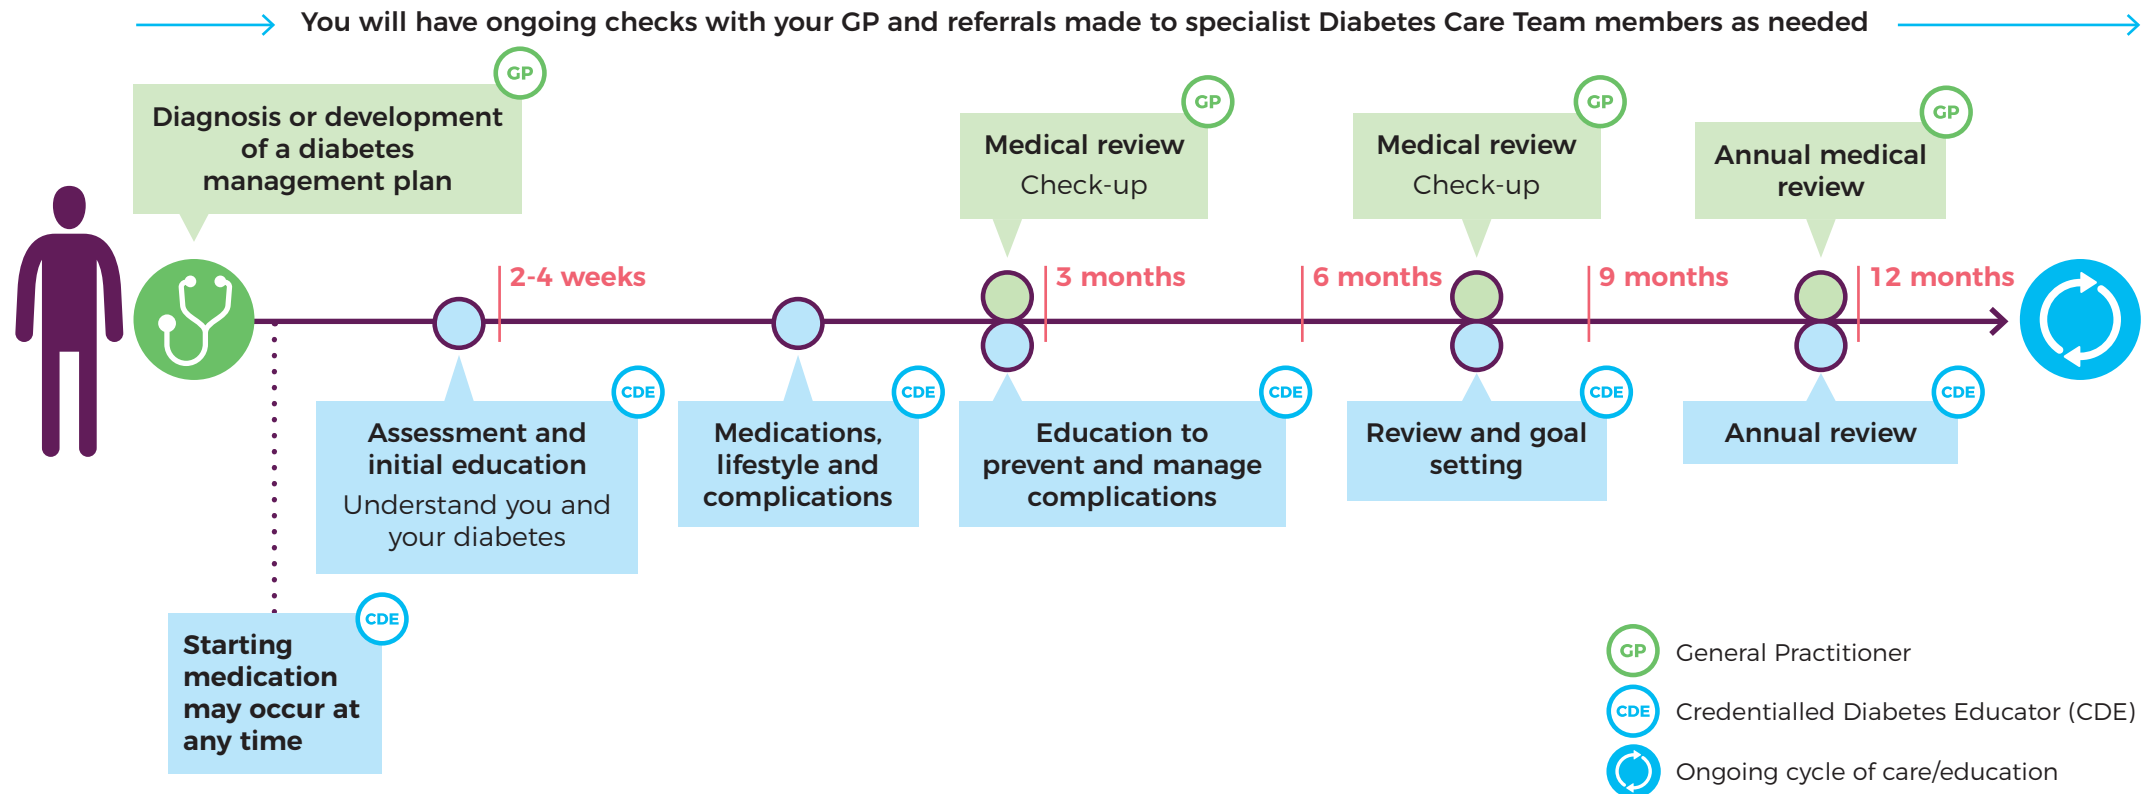 You will have ongoing checks with your GP and referrals made to specialist Diabetes Care Team members as needed
GP
Diagnosis or development
of a diabetes
management plan
GP
Medical review
Check-up
GP
Medical review
Check-up
GP
Annual medical
review
2-4 weeks
3 months
6 months
9 months
12 months
CDE
Assessment and
initial education
Understand you and
your diabetes
CDE
Medications,
lifestyle and
complications
CDE
Education to
prevent and manage
complications
CDE
Review and goal
setting
CDE
Annual review
CDE
Starting
medication
may occur at
any time
GP General Practitioner
CDE Credentialled Diabetes Educator (CDE)
Ongoing cycle of care/education